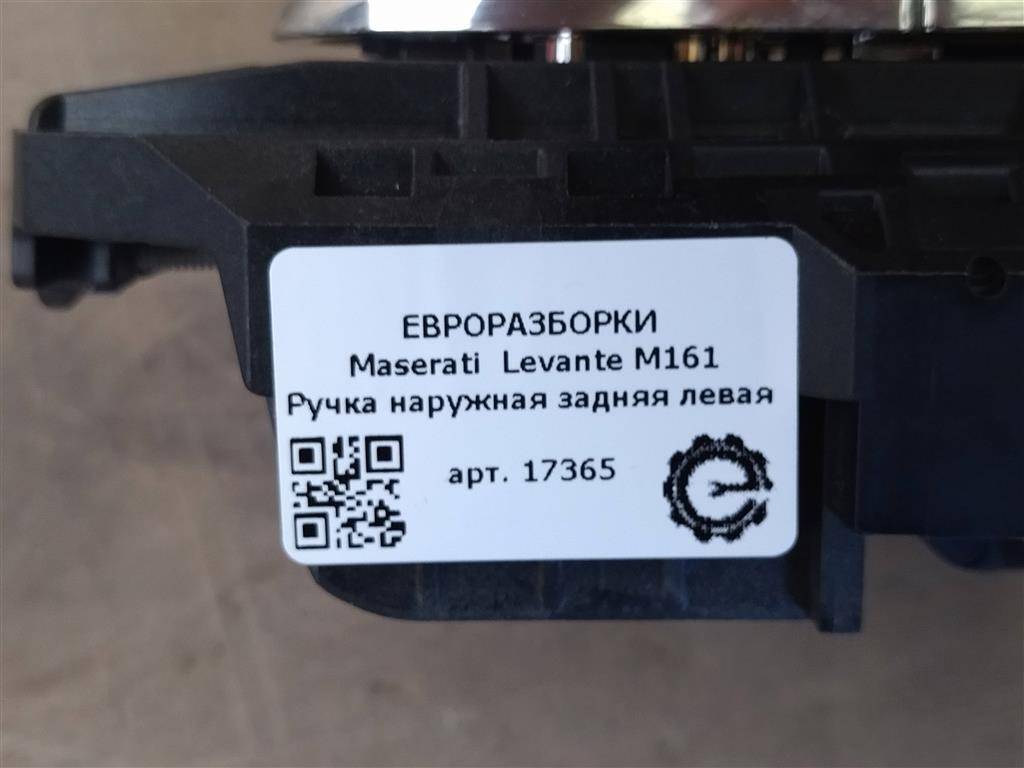 ЕВРОРАЗБОРКИ
Maserati Levante M161
Ручка наружная задняя левая
арт. 17365